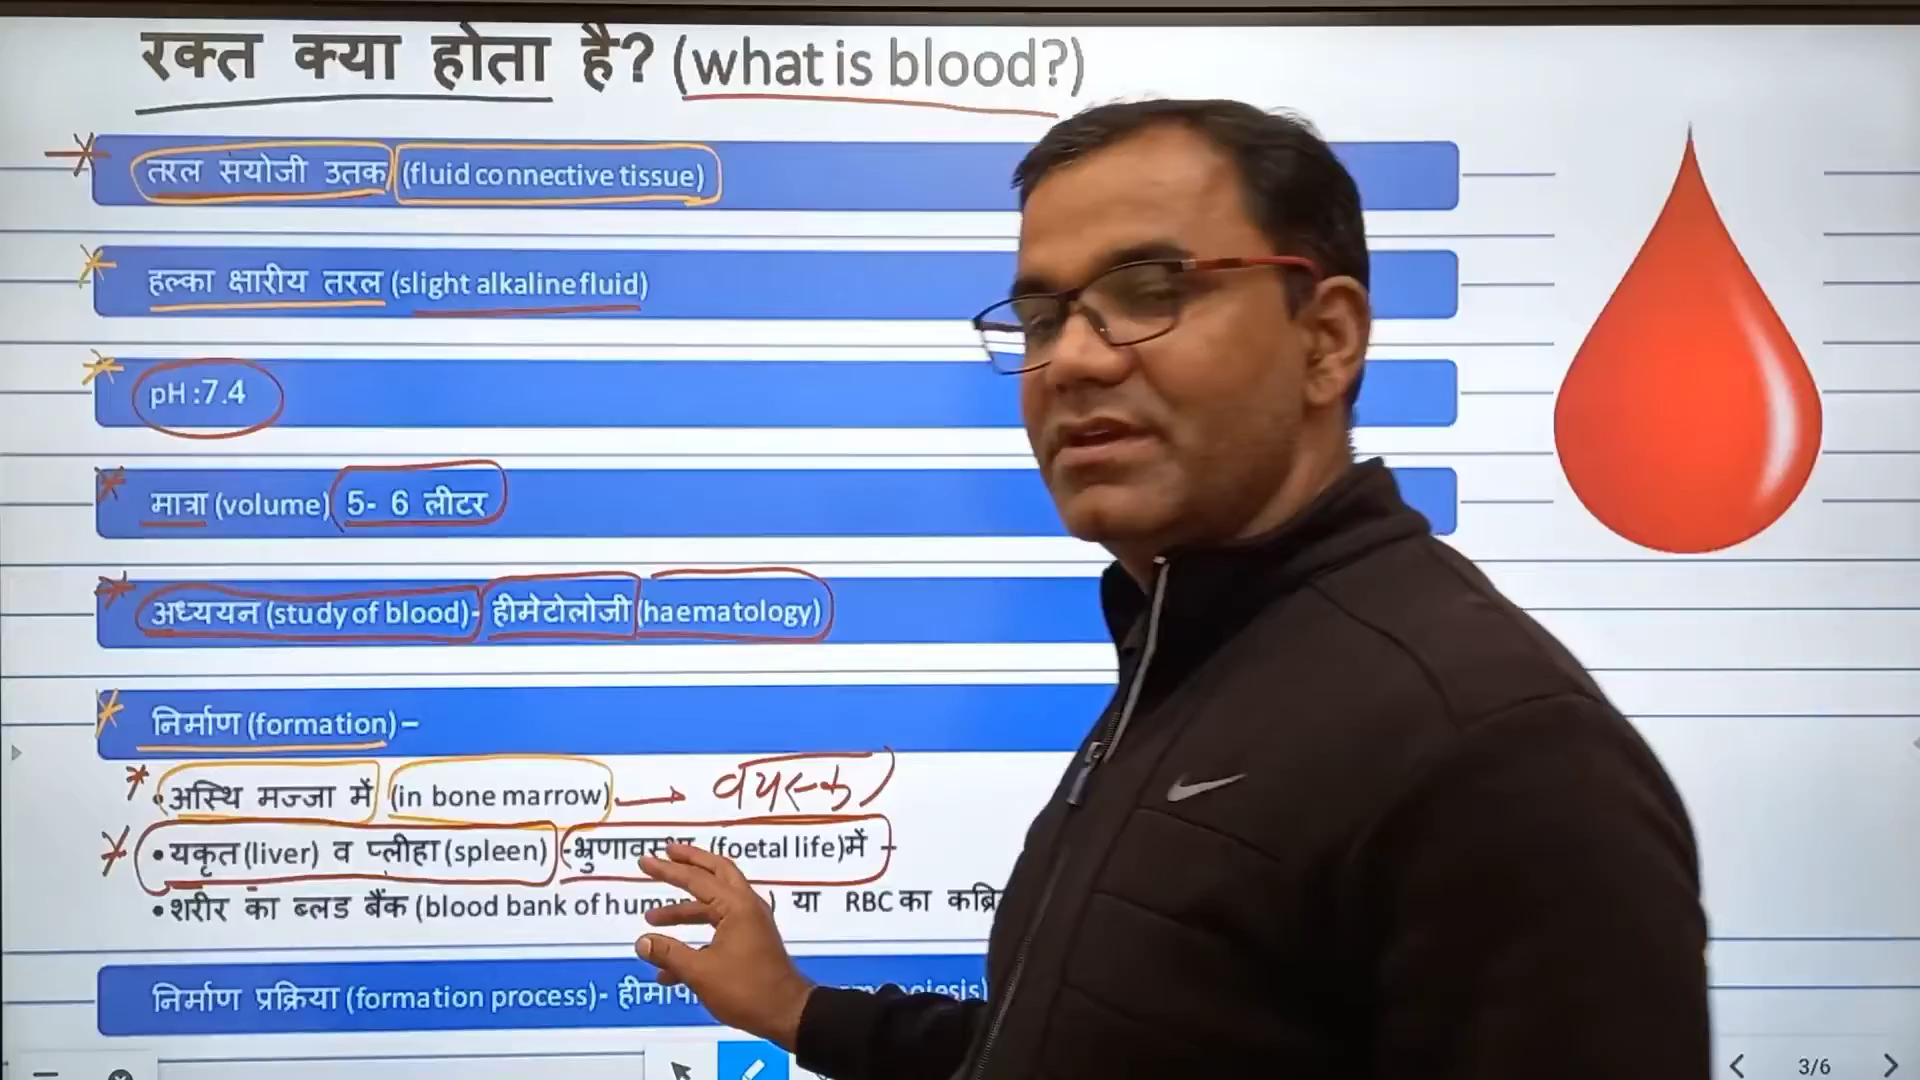 रक्त क्या होता है? (what is blood?)
तरल संयोजी उतक (fluid connective tissue)
हल्का क्षारीय तरल (slight alkaline fluid)
pH :7.4
मात्रा (volume) 5- 6 लीटर
अध्ययन (study of blood)- हीमेटोलोजी (haematology)
निर्माण (formation) –
•अस्थि मज्जा में (in bone marrow) → वयस्क
•यकृत (liver) व प्लीहा (spleen) -भ्रुणावस्था (foetal life)में -
•शरीर का ब्लड बैंक (blood bank of human ) या RBC का
निर्माण प्रक्रिया (formation process)-
3/6